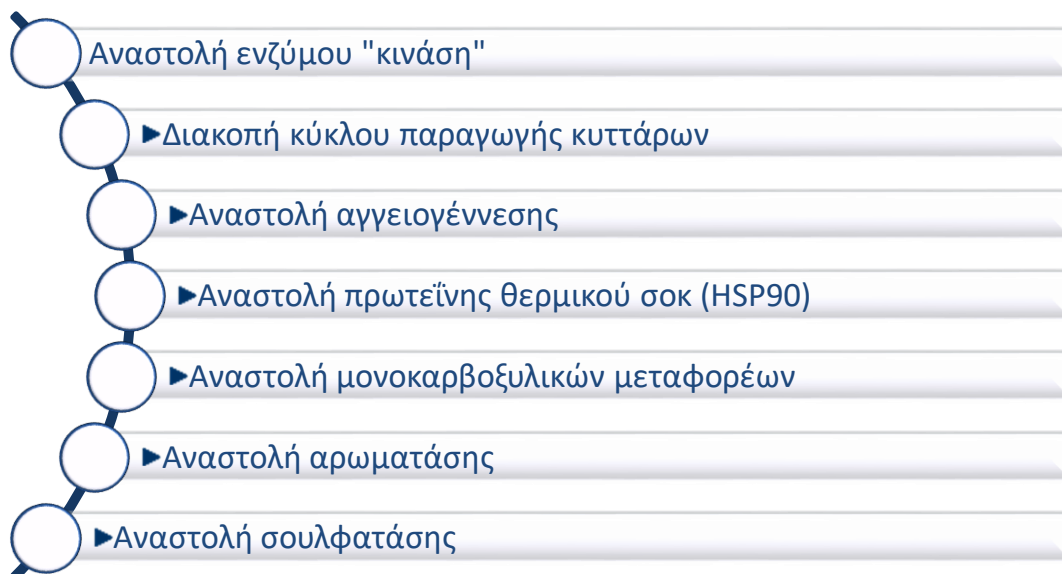 Αναστολή ενζύμου "κινάση"
Διακοπή κύκλου παραγωγής κυττάρων
Αναστολή αγγειογέννεσης
Αναστολή πρωτεΐνης θερμικού σοκ (HSP90)
Αναστολή μονοκαρβοξυλικών μεταφορέων
Αναστολή αρωματάσης
Αναστολή σουλφατάσης